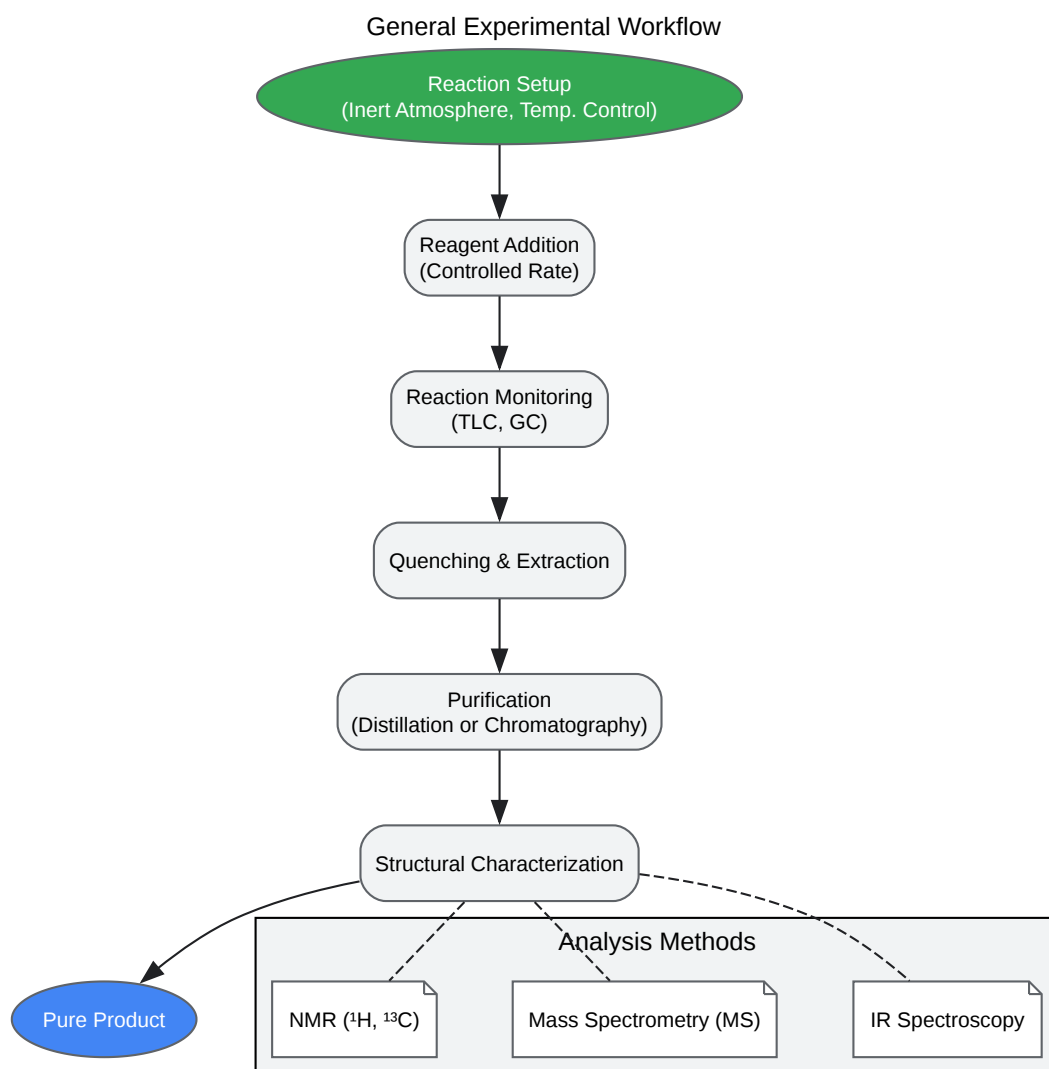 General Experimental Workflow
Reaction Setup
(Inert Atmosphere, Temp. Control)
Reagent Addition
(Controlled Rate)
Reaction Monitoring
(TLC, GC)
Quenching & Extraction
Purification
(Distillation or Chromatography)
Structural Characterization
Analysis Methods
Pure Product
NMR (¹H, ¹³C)
Mass Spectrometry (MS)
IR Spectroscopy